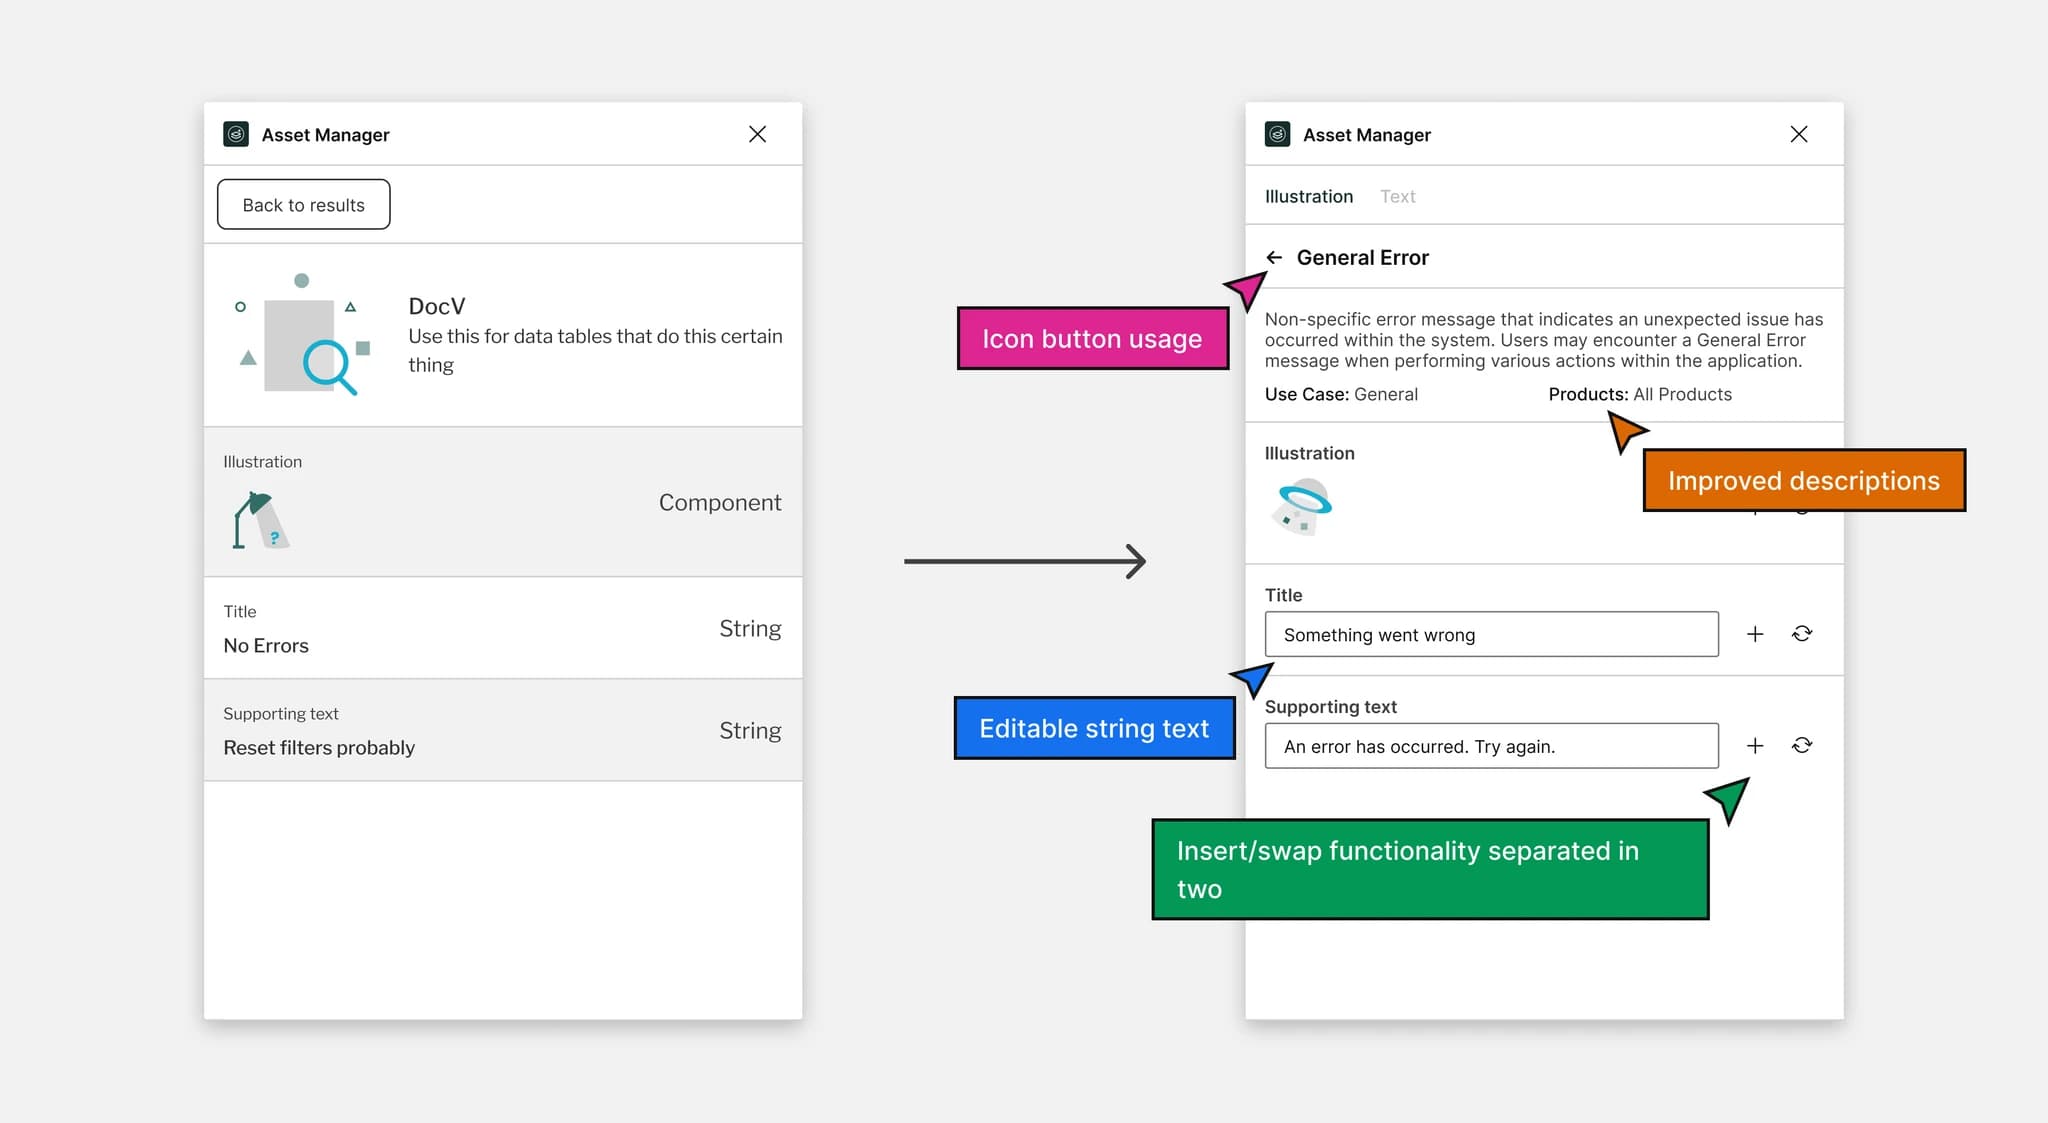 Asset Manager
Back to results
DocV
Use this for data tables that do this certain
thing
Illustration
?
Component
Title
No Errors
String
Supporting text
Reset filters probably
String
Asset Manager
Illustration Text
General Error
Icon button usage
Non-specific error message that indicates an unexpected issue has
occurred within the system. Users may encounter a General Error
message when performing various actions within the application.
Use Case: General
Products: All Products
Improved descriptions
Illustration
Title
Something went wrong
Editable string text
Supporting text
An error has occurred. Try again.
Insert/swap functionality separated in
two